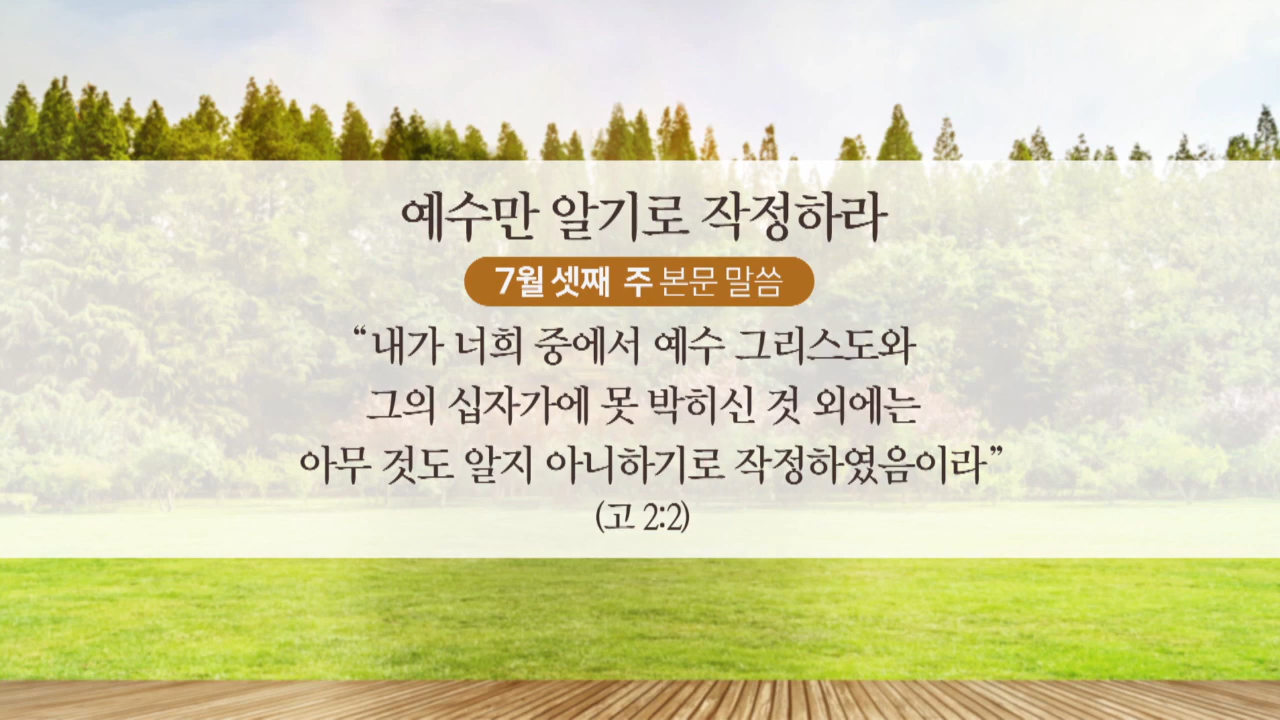 예수만 알기로 작정하라
7월 셋째 주 본문 말씀
“내가 너희 중에서 예수 그리스도와
그의 십자가에 못 박히신 것 외에는
아무 것도 알지 아니하기로 작정하였음이라”
(고 2:2)